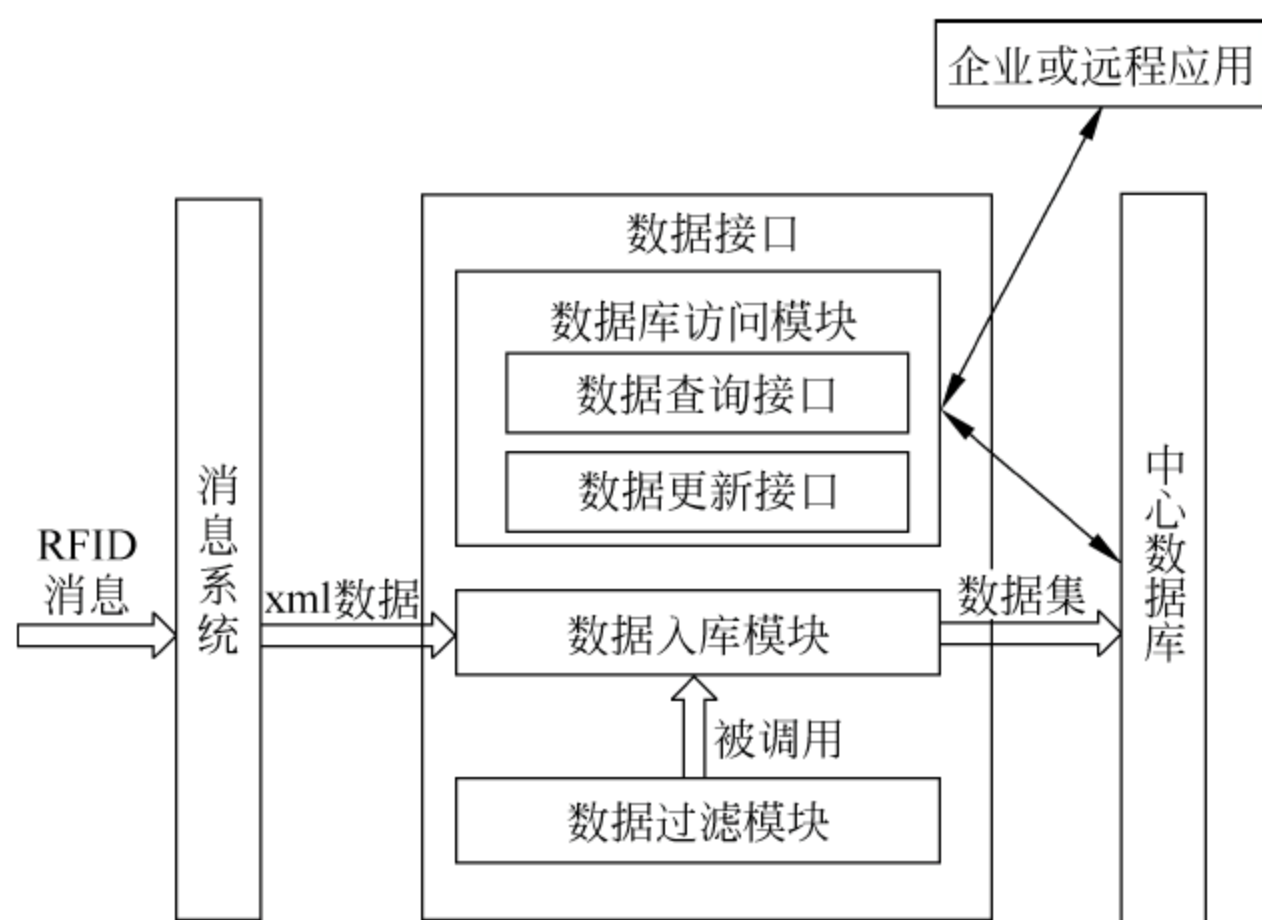 企业或远程应用
数据接口
数据库访问模块
数据查询接口
数据更新接口
消息系统
中心数据库
RFID
消息
xml数据
数据入库模块
数据集
被调用
数据过滤模块